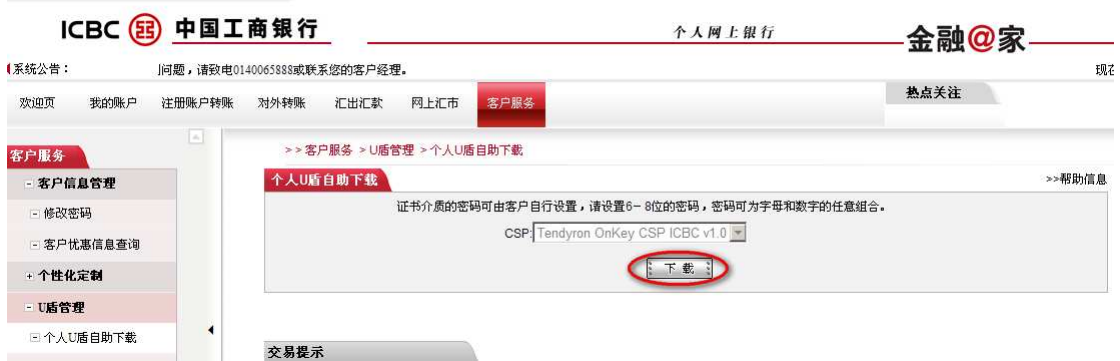 ICBC 中国工商银行
个人网上银行
金融@家
系统公告：
问题，请致电0140065888或联系您的客户经理。
现在
欢迎页 我的账户 注册账户转账 对外转账 汇出汇款 网上汇市 客户服务
热点关注
客户服务
客户信息管理
修改密码
客户优惠信息查询
+ 个性化定制
U盾管理
个人U盾自助下载
>> 客户服务 > U盾管理 > 个人U盾自助下载
个人U盾自助下载
>>帮助信息
证书介质的密码可由客户自行设置，请设置6-8位的密码，密码可为字母和数字的任意组合。
CSP: Tendyron OnKey CSP ICBC v1.0
下载
交易提示